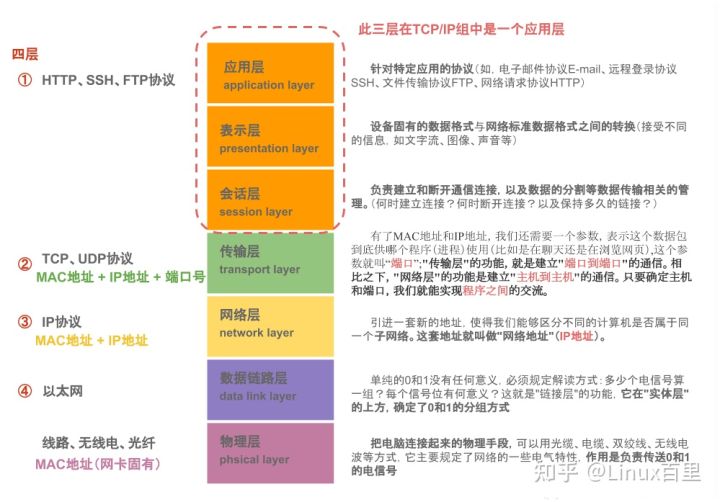 此三层在TCP/IP组中是一个应用层
四层
① HTTP、SSH、FTP协议
应用层
application layer
针对特定应用的协议（如，电子邮件协议E-mail、远程登录协议
SSH、文件传输协议FTP、网络请求协议HTTP）
表示层
presentation layer
设备固有的数据格式与网络标准数据格式之间的转换（接受不同
的信息，如文字流、图像、声音等）
会话层
session layer
负责建立和断开通信连接，以及数据的分割等数据传输相关的管
理。（何时建立连接？何时断开连接？以及保持多久的链接？）
② TCP、UDP协议
MAC地址 + IP地址 + 端口号
传输层
transport layer
有了MAC地址和IP地址，我们还需要一个参数，表示这个数据包
到底供哪个程序（进程）使用（比如是在聊天还是在浏览网页），这个参
数就叫“端口”；"传输层"的功能，就是建立"端口到端口"的通信。相
比之下，"网络层"的功能是建立"主机到主机"的通信。只要确定主机
和端口，我们就能实现程序之间的交流。
③ IP协议
MAC地址 + IP地址
网络层
network layer
引进一套新的地址，使得我们能够区分不同的计算机是否属于同
一个子网络。这套地址就叫做"网络地址"（IP地址）。
④ 以太网
数据链路层
data link layer
单纯的0和1没有任何意义，必须规定解读方式：多少个电信号算
一组？每个信号位有何意义？这就是"链接层"的功能，它在"实体层"
的上方，确定了0和1的分组方式
线路、无线电、光纤
MAC地址（网卡固有）
物理层
phsical layer
把电脑连接起来的物理手段，可以用光缆、电缆、双绞线、无线电
波等方式，它主要规定了网络的一些电气特性，作用是负责传送0和1
的电信号
知乎 @Linux百里